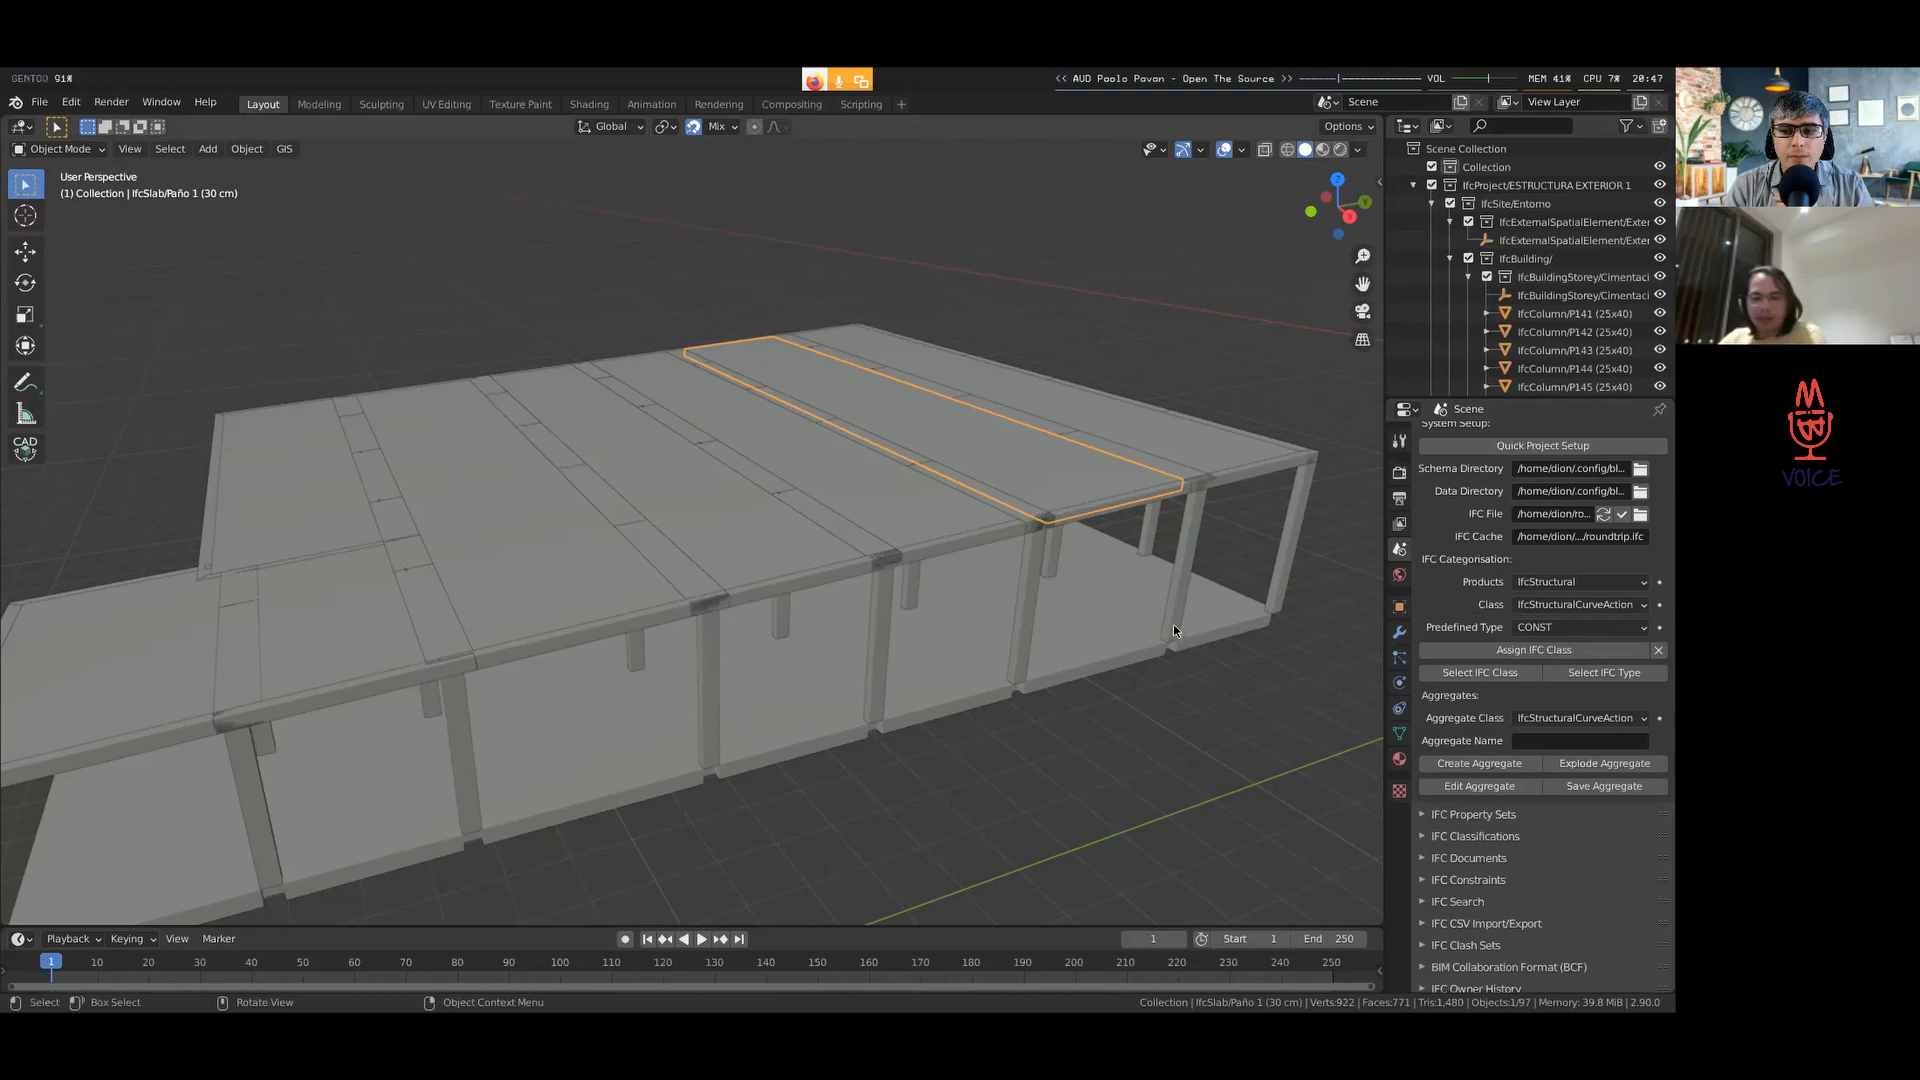 GENTOO 91%
<< AUD Paolo Pavan - Open The Source >> VOL MEM 41% CPU 7% 20:47
File Edit Render Window Help
Layout Modeling Sculpting UV Editing Texture Paint Shading Animation Rendering Compositing Scripting +
Scene
View Layer
Global
Mix
Options
Object Mode View Select Add Object GIS
User Perspective
(1) Collection | IfcSlab/Paño 1 (30 cm)
Z
Y
X
CAD
Scene Collection
Collection
IfcProject/ESTRUCTURA EXTERIOR 1
IfcSite/Entorno
IfcExternalSpatialElement/Exter
IfcExternalSpatialElement/Exter
IfcBuilding/
IfcBuildingStorey/Cimentaci
IfcBuildingStorey/Cimentaci
IfcColumn/P141 (25x40)
IfcColumn/P142 (25x40)
IfcColumn/P143 (25x40)
IfcColumn/P144 (25x40)
IfcColumn/P145 (25x40)
Scene
System Setup:
Quick Project Setup
Schema Directory /home/dion/.config/bl...
Data Directory /home/dion/.config/bl...
IFC File /home/dion/ro...
IFC Cache /home/dion/.../roundtrip.ifc
IFC Categorisation:
Products IfcStructural
Class IfcStructuralCurveAction
Predefined Type CONST
Assign IFC Class
Select IFC Class Select IFC Type
Aggregates:
Aggregate Class IfcStructuralCurveAction
Aggregate Name
Create Aggregate Explode Aggregate
Edit Aggregate Save Aggregate
IFC Property Sets
IFC Classifications
IFC Documents
IFC Constraints
IFC Search
IFC CSV Import/Export
IFC Clash Sets
BIM Collaboration Format (BCF)
IFC Owner History
VOICE
Playback Keying View Marker
1 Start 1 End 250
1 10 20 30 40 50 60 70 80 90 100 110 120 130 140 150 160 170 180 190 200 210 220 230 240 250
Select Box Select Rotate View Object Context Menu
Collection | IfcSlab/Paño 1 (30 cm) | Verts:922 | Faces:771 | Tris:1,480 | Objects:1/97 | Memory: 39.8 MiB | 2.90.0